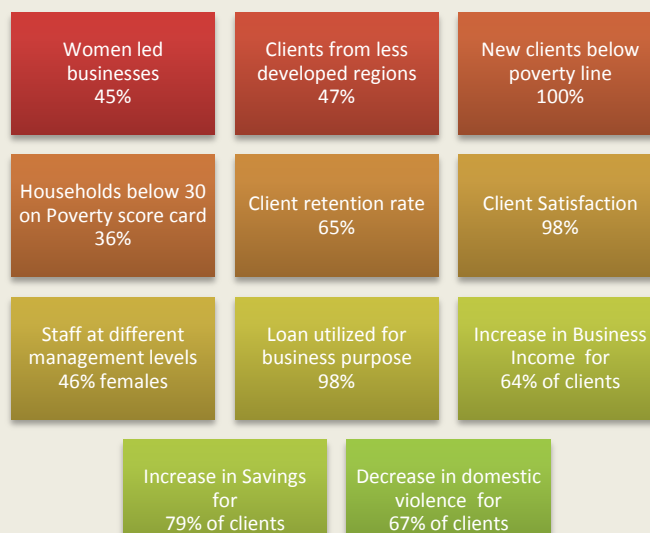 Women led
businesses
45%
Clients from less
developed regions
47%
New clients below
poverty line
100%
Households below 30
on Poverty score card
36%
Client retention rate
65%
Client Satisfaction
98%
Staff at different
management levels
46% females
Loan utilized for
business purpose
98%
Increase in Business
Income for
64% of clients
Increase in Savings
for
79% of clients
Decrease in domestic
violence for
67% of clients